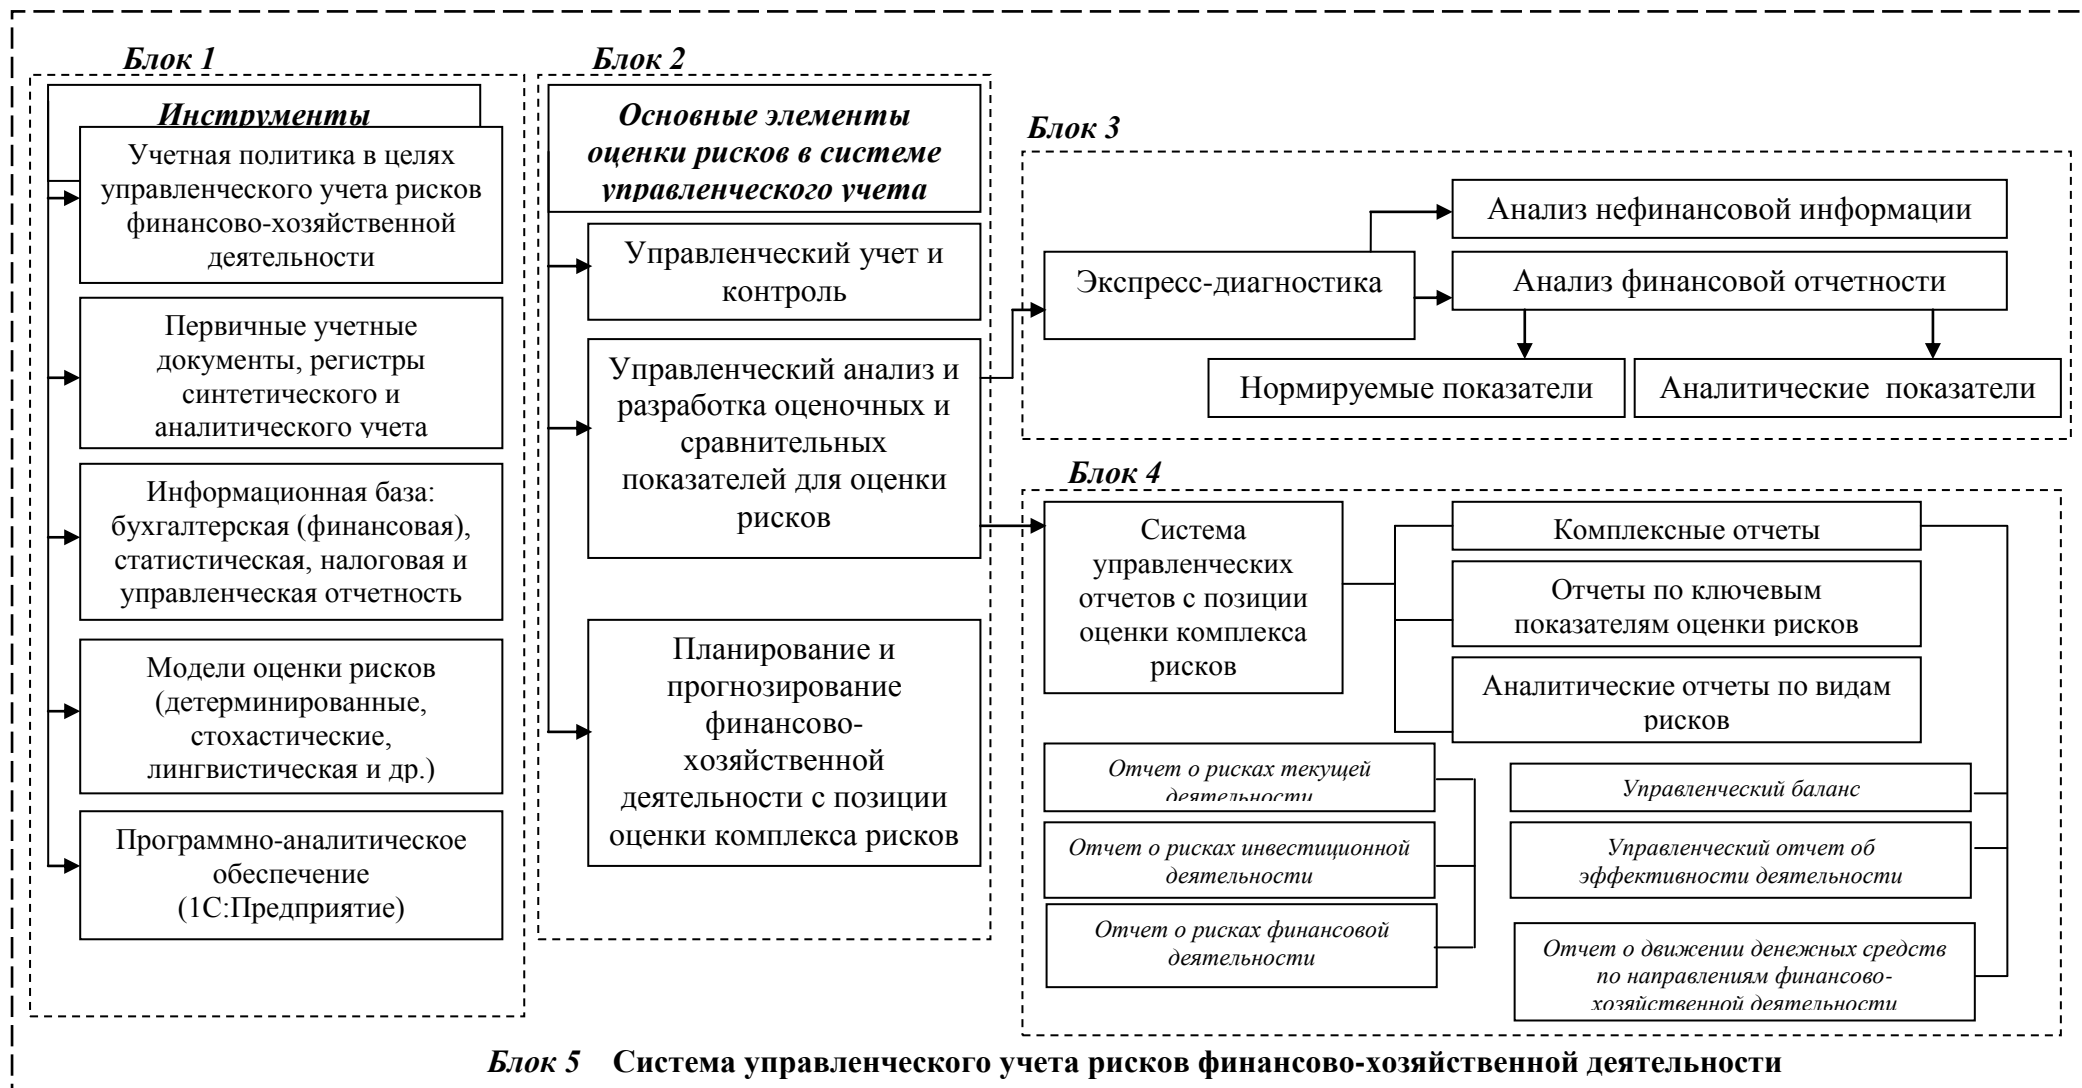 Блок 1
Инструменты
Учетная политика в целях
управленческого учета рисков
финансово-хозяйственной
деятельности
Первичные учетные
документы, регистры
синтетического и
аналитического учета
Информационная база:
бухгалтерская (финансовая),
статистическая, налоговая и
управленческая отчетность
Модели оценки рисков
(детерминированные,
стохастические,
лингвистическая и др.)
Программно-аналитическое
обеспечение
(1С:Предприятие)
Блок 2
Основные элементы
оценки рисков в системе
управленческого учета
Управленческий учет и
контроль
Управленческий анализ и
разработка оценочных и
сравнительных
показателей для оценки
рисков
Планирование и
прогнозирование
финансово-
хозяйственной
деятельности с позиции
оценки комплекса рисков
Блок 3
Экспресс-диагностика
Анализ нефинансовой информации
Анализ финансовой отчетности
Нормируемые показатели
Аналитические показатели
Блок 4
Система
управленческих
отчетов с позиции
оценки комплекса
рисков
Комплексные отчеты
Отчеты по ключевым
показателям оценки рисков
Аналитические отчеты по видам
рисков
Отчет о рисках текущей
деятельности
Отчет о рисках инвестиционной
деятельности
Отчет о рисках финансовой
деятельности
Управленческий баланс
Управленческий отчет об
эффективности деятельности
Отчет о движении денежных средств
по направлениям финансово-
хозяйственной деятельности
Блок 5 Система управленческого учета рисков финансово-хозяйственной деятельности